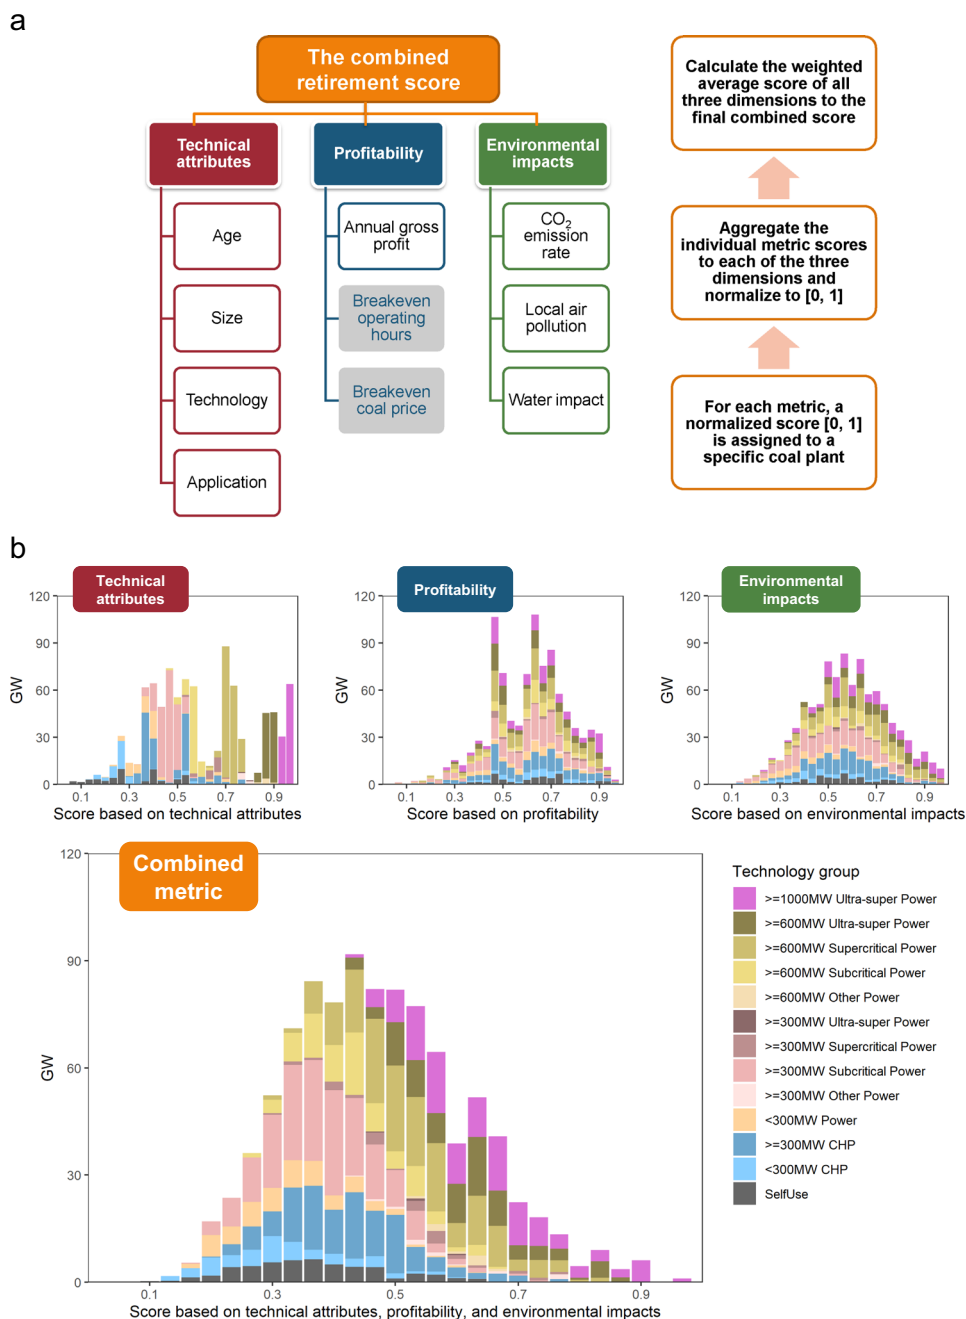 a
The combined
retirement score
Technical
attributes
Profitability
Environmental
impacts
Age
Size
Technology
Application
Annual gross
profit
Breakeven
operating
hours
Breakeven
coal price
CO2
emission
rate
Local air
pollution
Water impact
Calculate the weighted
average score of all
three dimensions to the
final combined score
Aggregate the
individual metric scores
to each of the three
dimensions and
normalize to [0, 1]
For each metric, a
normalized score [0, 1]
is assigned to a
specific coal plant
b
Technical
attributes
120
90
60
30
0
GW
0.1 0.3 0.5 0.7 0.9
Score based on technical attributes
Profitability
120
90
60
30
0
GW
0.1 0.3 0.5 0.7 0.9
Score based on profitability
Environmental
impacts
120
90
60
30
0
GW
0.1 0.3 0.5 0.7 0.9
Score based on environmental impacts
Combined
metric
120
90
60
30
0
GW
0.1 0.3 0.5 0.7 0.9
Score based on technical attributes, profitability, and environmental impacts
Technology group
>=1000MW Ultra-super Power
>=600MW Ultra-super Power
>=600MW Supercritical Power
>=600MW Subcritical Power
>=600MW Other Power
>=300MW Ultra-super Power
>=300MW Supercritical Power
>=300MW Subcritical Power
>=300MW Other Power
<300MW Power
>=300MW CHP
<300MW CHP
SelfUse